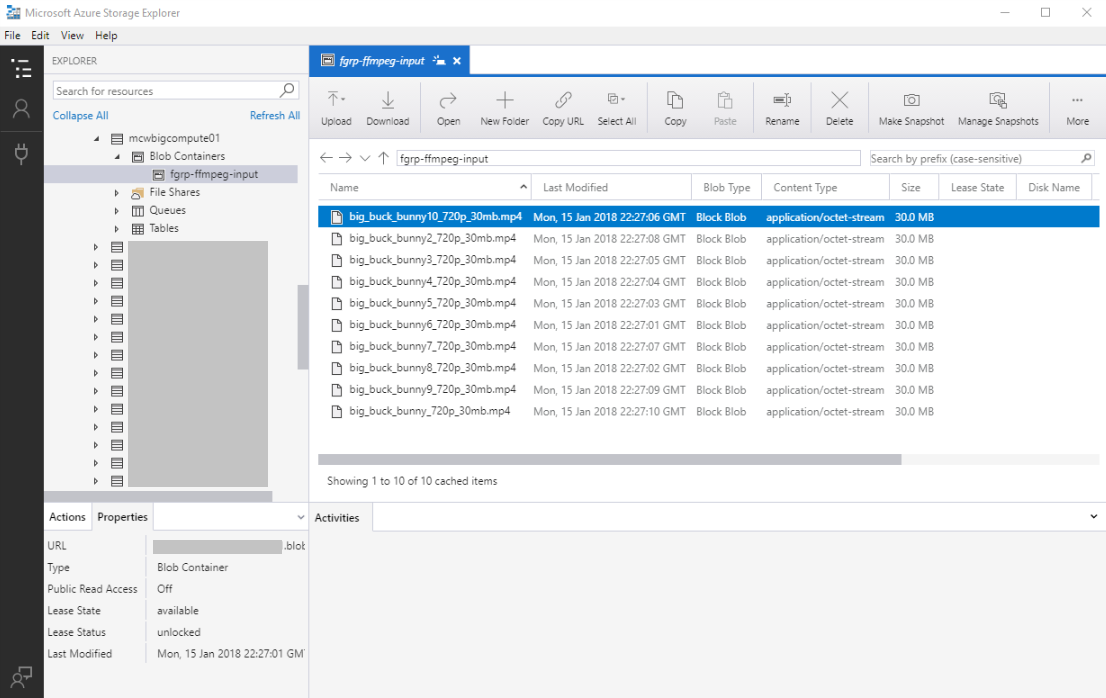 Microsoft Azure Storage Explorer
File Edit View Help
EXPLORER
Search for resources
Collapse All Refresh All
mcwbigcompute01
Blob Containers
fgrp-ffmpeg-input
File Shares
Queues
Tables
fgrp-ffmpeg-input
Upload Download Open New Folder Copy URL Select All Copy Paste Rename Delete Make Snapshot Manage Snapshots More
fgrp-ffmpeg-input Search by prefix (case-sensitive)
Name Last Modified Blob Type Content Type Size Lease State Disk Name
big_buck_bunny10_720p_30mb.mp4 Mon, 15 Jan 2018 22:27:06 GMT Block Blob application/octet-stream 30.0 MB
big_buck_bunny2_720p_30mb.mp4 Mon, 15 Jan 2018 22:27:08 GMT Block Blob application/octet-stream 30.0 MB
big_buck_bunny3_720p_30mb.mp4 Mon, 15 Jan 2018 22:27:05 GMT Block Blob application/octet-stream 30.0 MB
big_buck_bunny4_720p_30mb.mp4 Mon, 15 Jan 2018 22:27:04 GMT Block Blob application/octet-stream 30.0 MB
big_buck_bunny5_720p_30mb.mp4 Mon, 15 Jan 2018 22:27:03 GMT Block Blob application/octet-stream 30.0 MB
big_buck_bunny6_720p_30mb.mp4 Mon, 15 Jan 2018 22:27:01 GMT Block Blob application/octet-stream 30.0 MB
big_buck_bunny7_720p_30mb.mp4 Mon, 15 Jan 2018 22:27:07 GMT Block Blob application/octet-stream 30.0 MB
big_buck_bunny8_720p_30mb.mp4 Mon, 15 Jan 2018 22:27:02 GMT Block Blob application/octet-stream 30.0 MB
big_buck_bunny9_720p_30mb.mp4 Mon, 15 Jan 2018 22:27:09 GMT Block Blob application/octet-stream 30.0 MB
big_buck_bunny_720p_30mb.mp4 Mon, 15 Jan 2018 22:27:10 GMT Block Blob application/octet-stream 30.0 MB
Showing 1 to 10 of 10 cached items
Actions Properties
URL .blob
Type Blob Container
Public Read Access Off
Lease State available
Lease Status unlocked
Last Modified Mon, 15 Jan 2018 22:27:01 GM
Activities